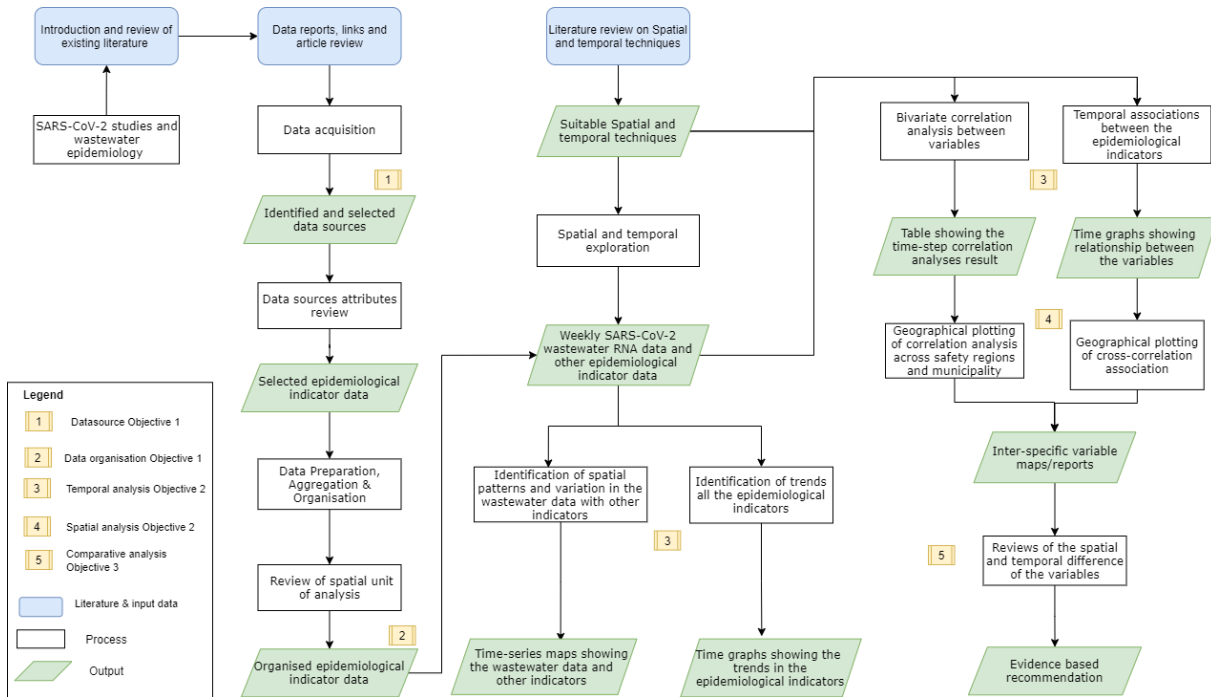 Introduction and review of
existing literature
SARS-CoV-2 studies and
wastewater
epidemiology
Data reports, links and
article review
Data acquisition
1
Identified and selected
data sources
Data sources attributes
review
Selected epidemiological
indicator data
Data Preparation,
Aggregation &
Organisation
Review of spatial unit
of analysis
2
Organised epidemiological
indicator data
Literature review on Spatial
and temporal techniques
Suitable Spatial and
temporal techniques
Spatial and temporal
exploration
Weekly SARS-CoV-2
wastewater RNA data and
other epidemiological
indicator data
Identification of spatial
patterns and variation in the
wastewater data with other
indicators
Identification of trends
all the epidemiological
indicators
3
Time-series maps showing
the wastewater data and
other indicators
Time graphs showing the
trends in the
epidemiological indicators
Bivariate correlation
analysis between
variables
Temporal associations
between the
epidemiological
indicators
3
Table showing the
time-step correlation
analyses result
Time graphs showing
relationship between
the variables
4
Geographical plotting
of correlation analysis
across safety regions
and municipality
Geographical plotting
of cross-correlation
association
Inter-specific variable
maps/reports
5
Reviews of the spatial
and temporal difference
of the variables
Evidence based
recommendation
Legend
1
Datasource Objective 1
2
Data organisation Objective 1
3
Temporal analysis Objective 2
4
Spatial analysis Objective 2
5
Comparative analysis
Objective 3
Literature & input data
Process
Output